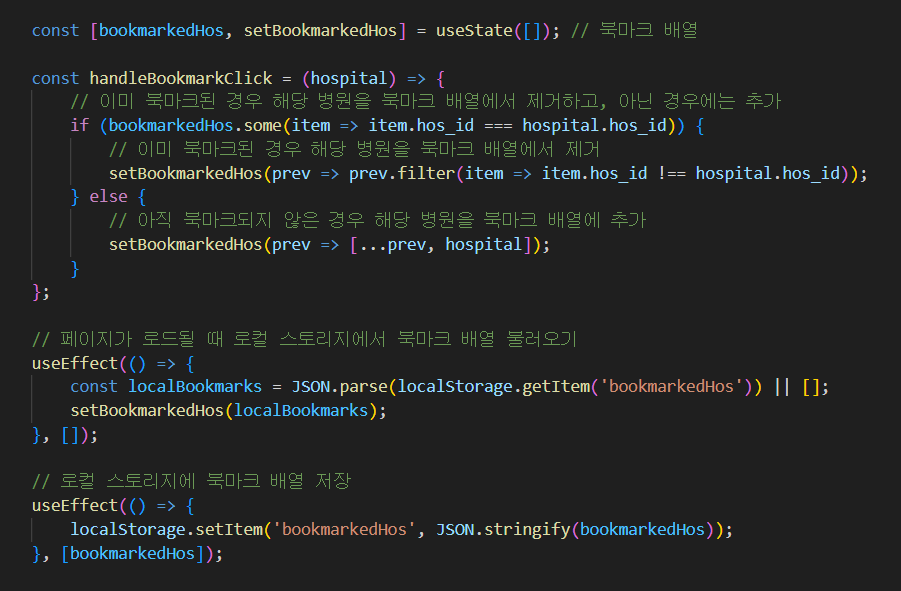 const [bookmarkedHos, setBookmarkedHos] = useState([]); // 북마크 배열
const handleBookmarkClick = (hospital) => {
// 이미 북마크된 경우 해당 병원을 북마크 배열에서 제거하고, 아닌 경우에는 추가
if (bookmarkedHos.some(item => item.hos_id === hospital.hos_id)) {
// 이미 북마크된 경우 해당 병원을 북마크 배열에서 제거
setBookmarkedHos(prev => prev.filter(item => item.hos_id !== hospital.hos_id));
} else {
// 아직 북마크되지 않은 경우 해당 병원을 북마크 배열에 추가
setBookmarkedHos(prev => [...prev, hospital]);
}
};
// 페이지가 로드될 때 로컬 스토리지에서 북마크 배열 불러오기
useEffect(() => {
const localBookmarks = JSON.parse(localStorage.getItem('bookmarkedHos')) || [];
setBookmarkedHos(localBookmarks);
}, []);
// 로컬 스토리지에 북마크 배열 저장
useEffect(() => {
localStorage.setItem('bookmarkedHos', JSON.stringify(bookmarkedHos));
}, [bookmarkedHos]);